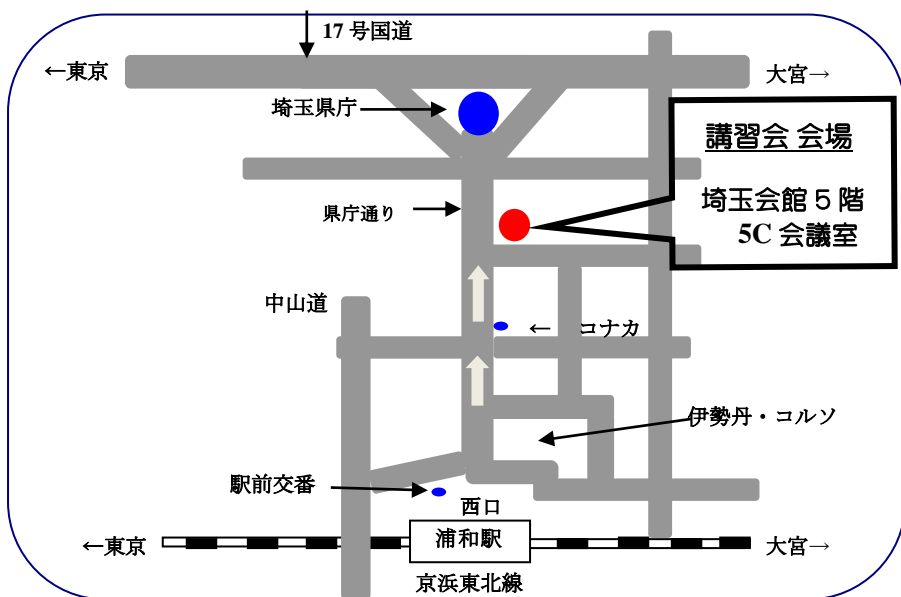 17 号国道
←東京
大宮→
埼玉県庁
講習会 会場
埼玉会館 5 階
5C 会議室
県庁通り
中山道
← コナカ
伊勢丹・コルソ
駅前交番
西口
浦和駅
←東京
大宮→
京浜東北線